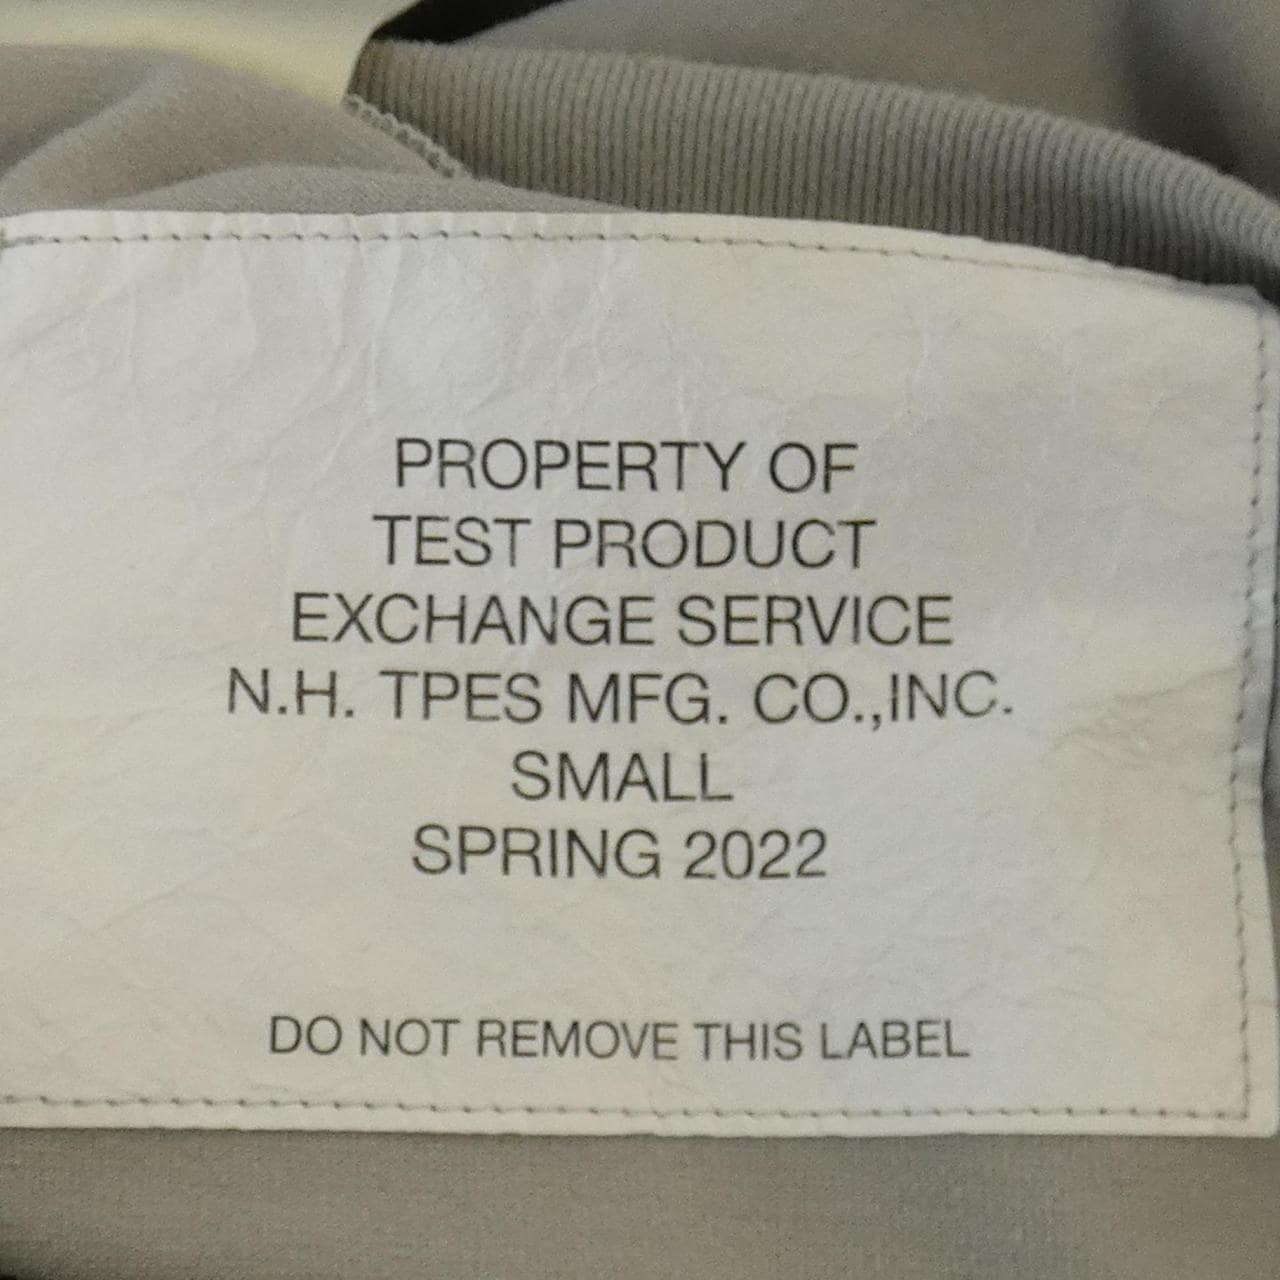 PROPERTY OF
TEST PRODUCT
EXCHANGE SERVICE
N.H. TPES MFG. CO.,INC.
SMALL
SPRING 2022
DO NOT REMOVE THIS LABEL